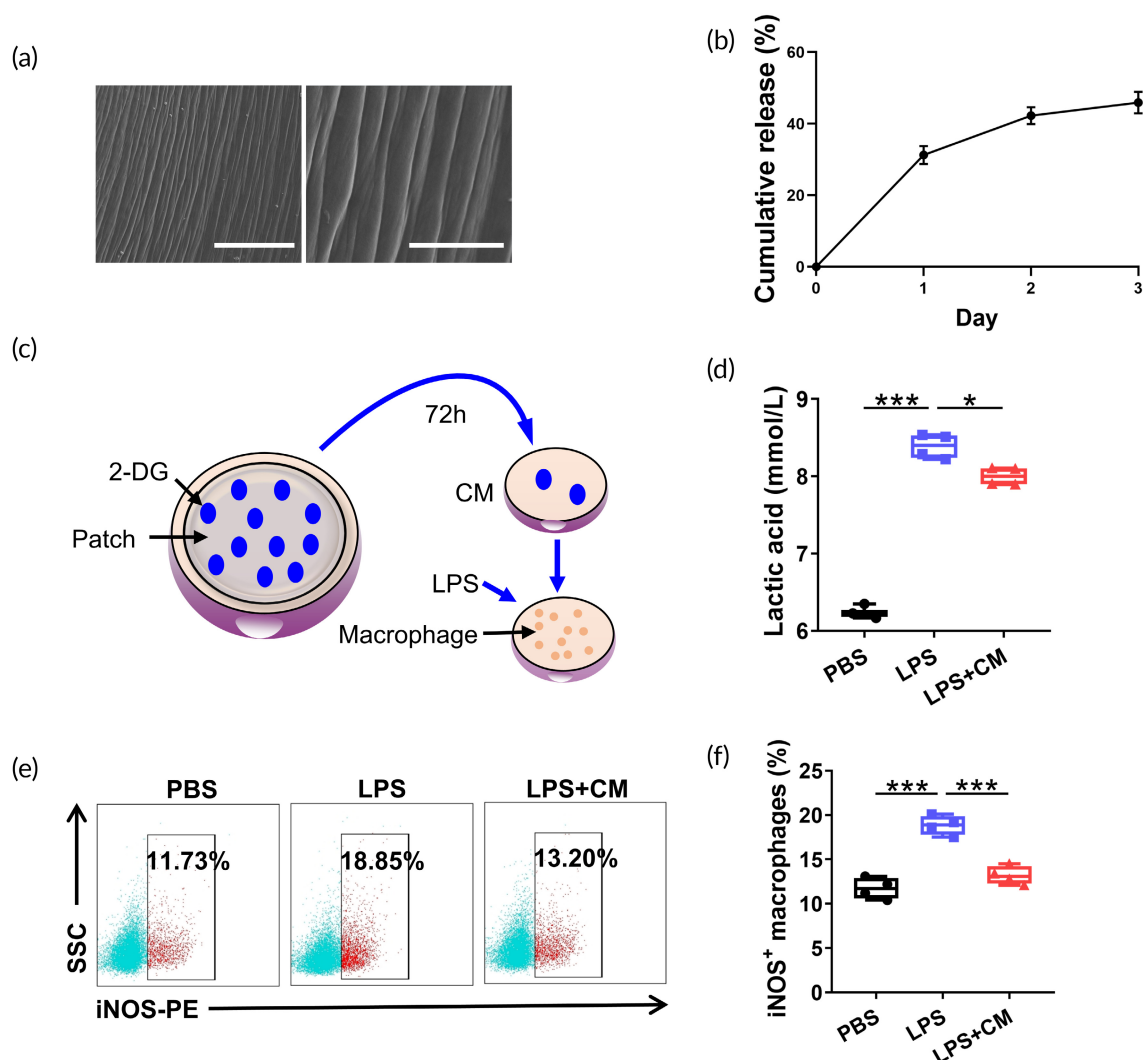 (a)
(b)
Cumulative release (%)
60
40
20
0
0 1 2 3
Day
(c)
72h
2-DG
Patch
CM
LPS
Macrophage
(d)
Lactic acid (mmol/L)
9
8
7
6
*** *
PBS LPS LPS+CM
(e)
PBS LPS LPS+CM
11.73% 18.85% 13.20%
SSC
iNOS-PE
(f)
iNOS⁺ macrophages (%)
25
20
15
10
5
0
*** ***
PBS LPS LPS+CM